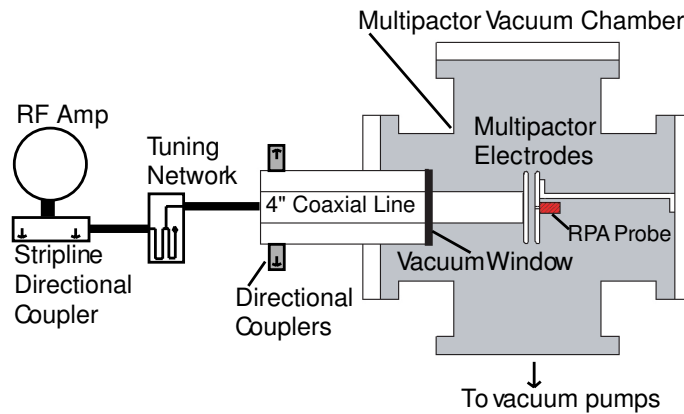 Multipactor Vacuum Chamber
RF Amp
Tuning
Network
Multipactor
Electrodes
4" Coaxial Line
RPA Probe
Stripline
Directional
Coupler
Vacuum Window
Directional
Couplers
To vacuum pumps